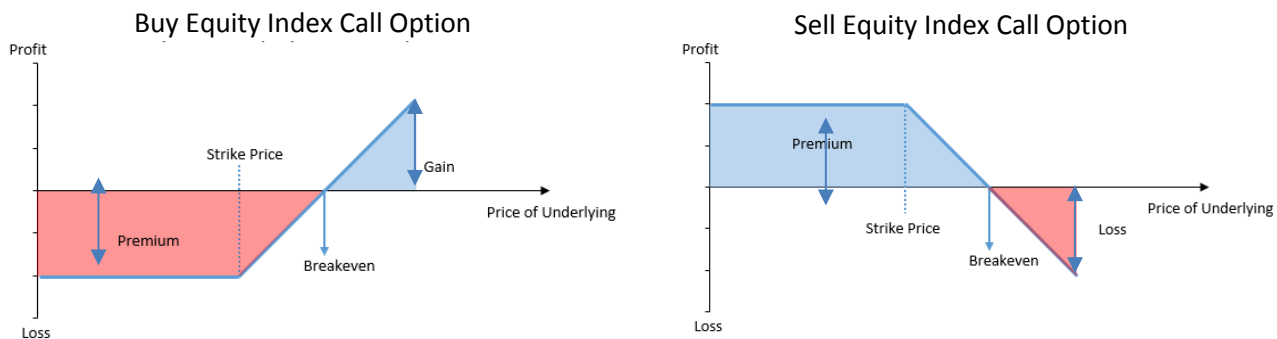 Buy Equity Index Call Option
Profit
Strike Price
Gain
Price of Underlying
Premium
Breakeven
Loss
Sell Equity Index Call Option
Profit
Premium
Price of Underlying
Strike Price
Loss
Breakeven
Loss